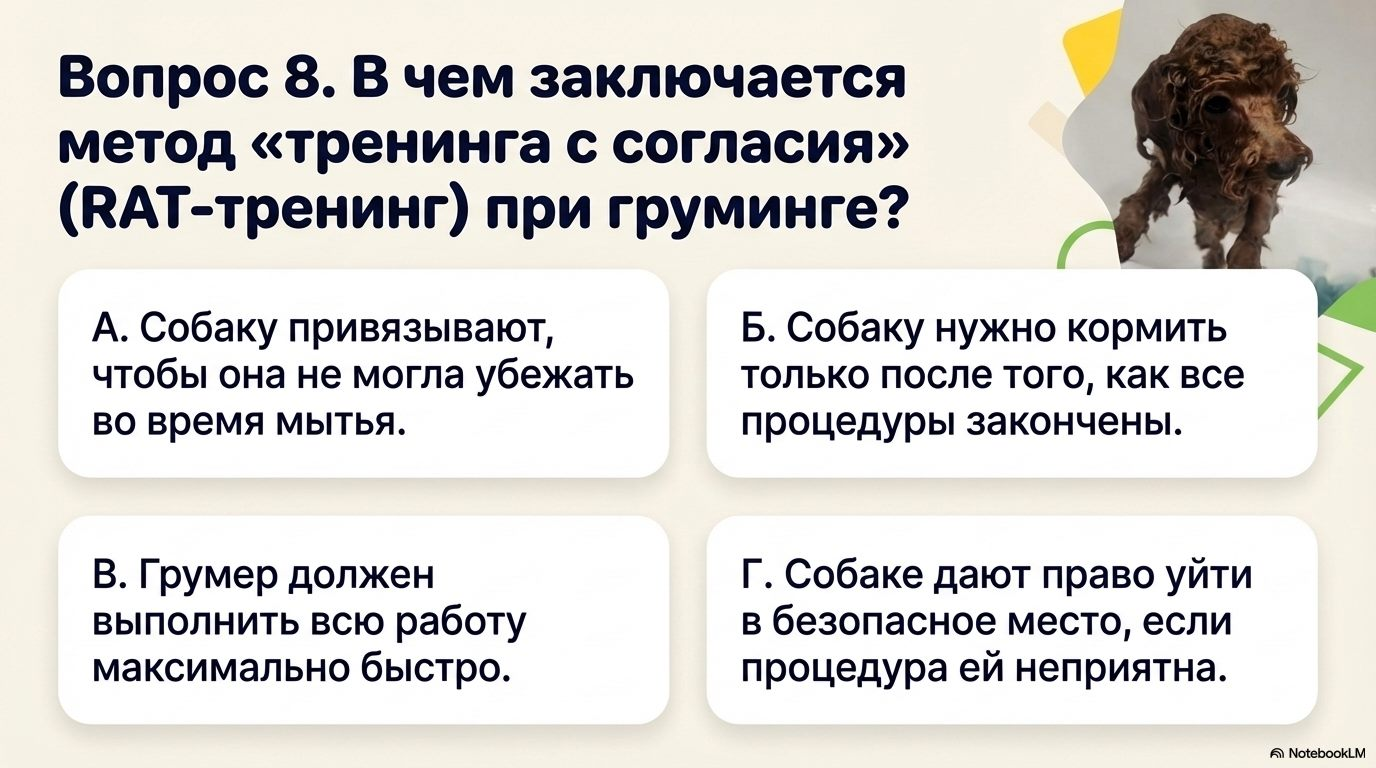 Вопрос 8. В чем заключается
метод «тренинга с согласия»
(RAT-тренинг) при груминге?
А. Собаку привязывают,
чтобы она не могла убежать
во время мытья.
Б. Собаку нужно кормить
только после того, как все
процедуры закончены.
В. Грумер должен
выполнить всю работу
максимально быстро.
Г. Собаке дают право уйти
в безопасное место, если
процедура ей неприятна.
NotebookLM